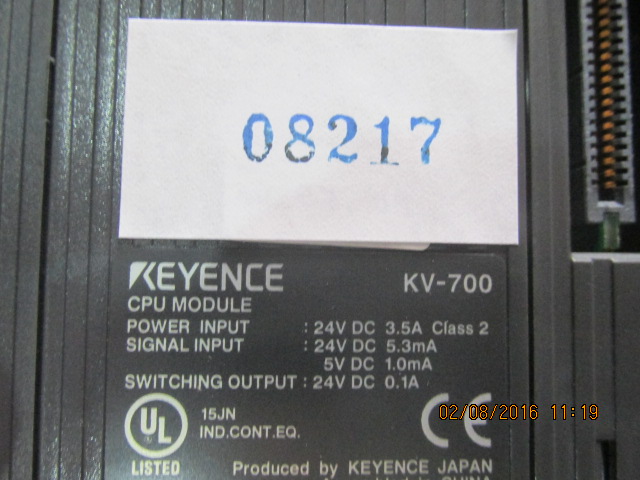 08217
KEYENCE KV-700
CPU MODULE
POWER INPUT : 24V DC 3.5A Class 2
SIGNAL INPUT : 24V DC 5.3mA
5V DC 1.0mA
SWITCHING OUTPUT : 24V DC 0.1A
UL 15JN CE
IND.CONT.EQ.
02/08/2016 11:19
LISTED
Produced by KEYENCE JAPAN